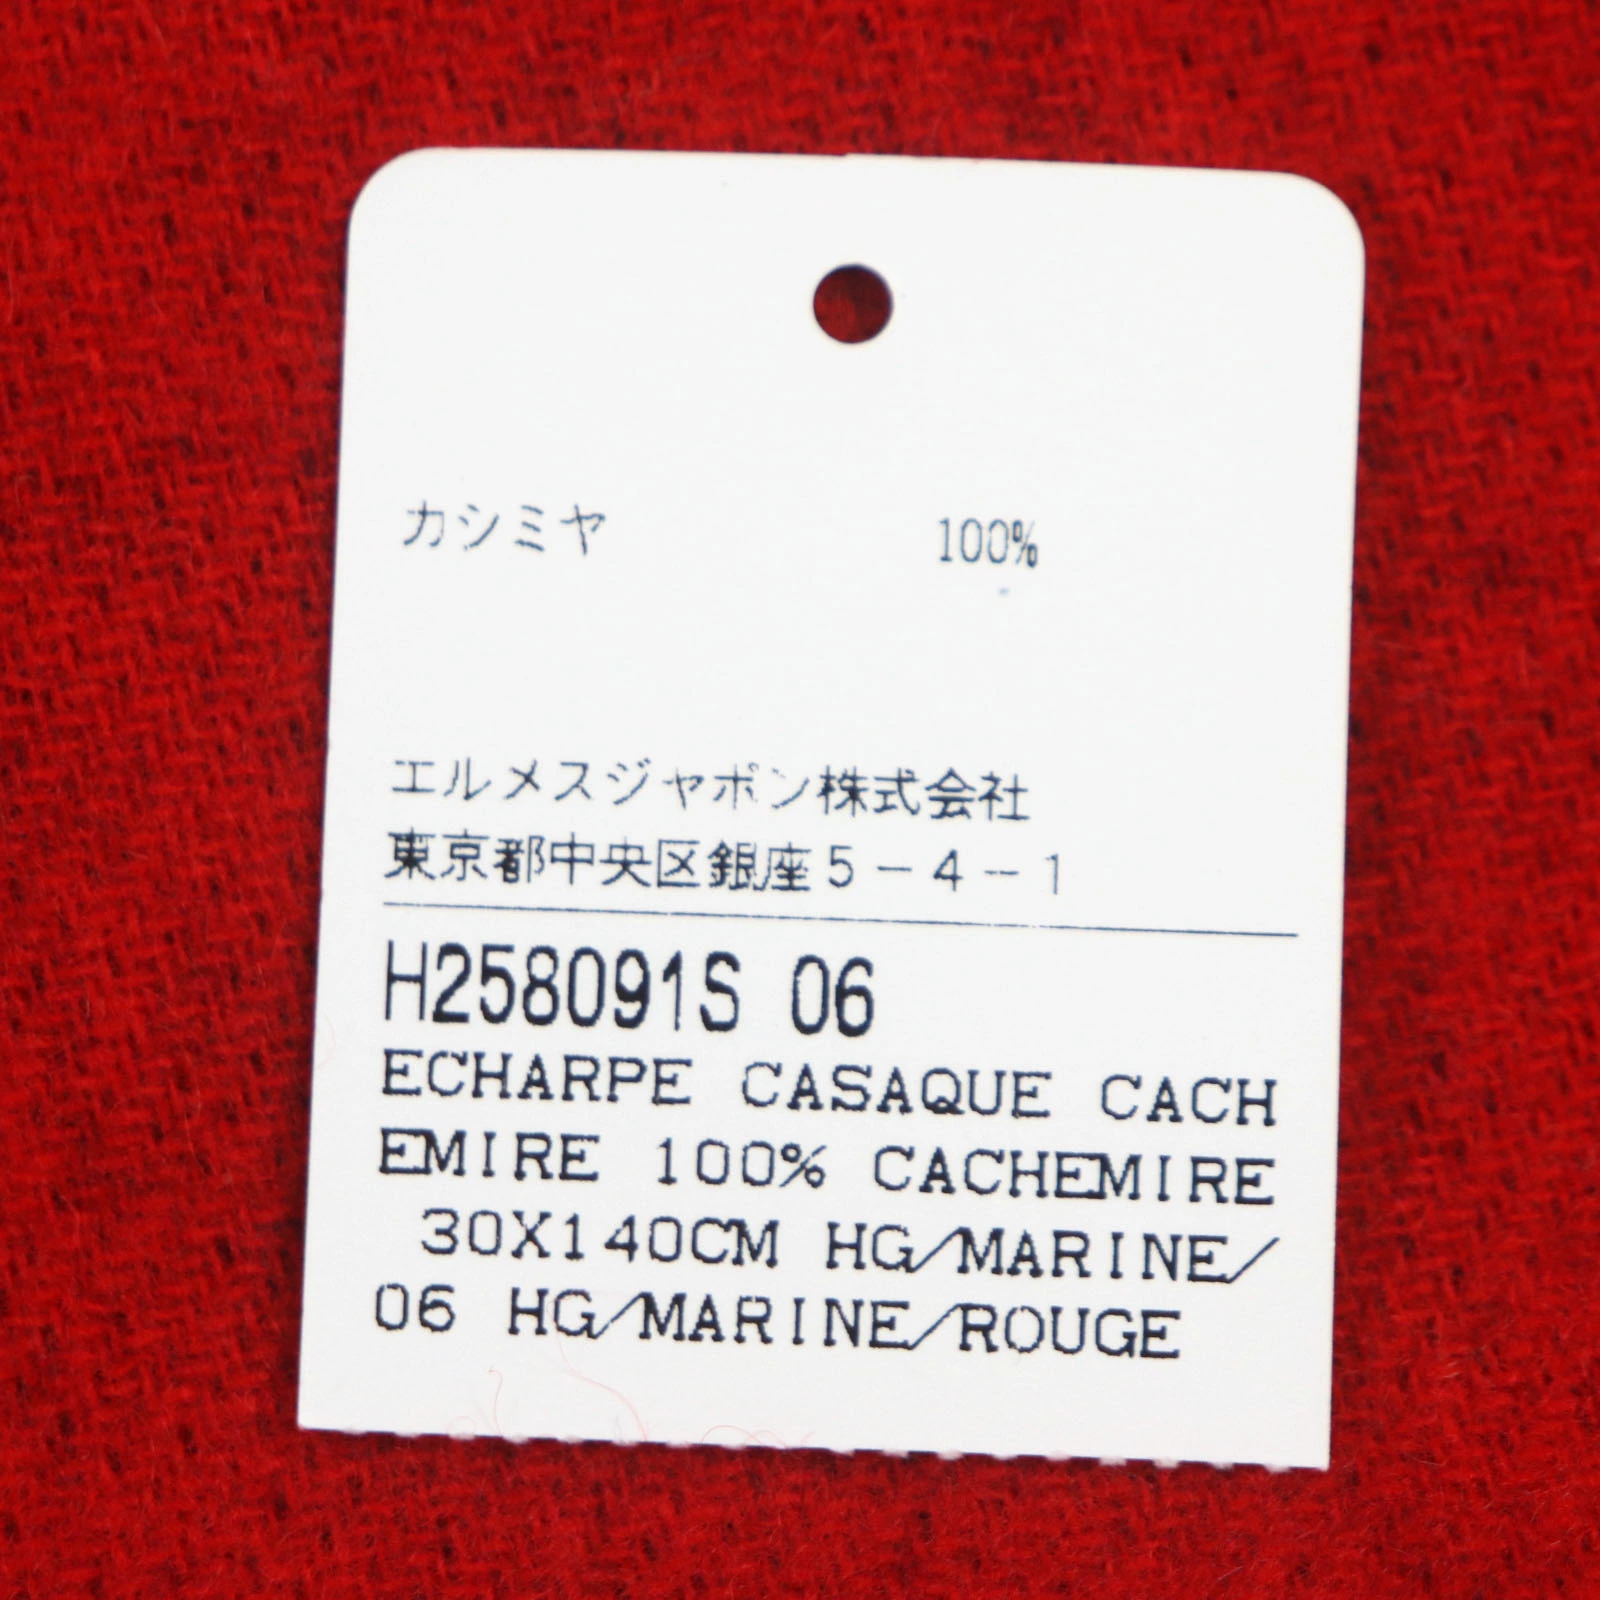 カシミヤ 100%
エルメスジャポン株式会社
東京都中央区銀座5-4-1
H258091S 06
ECHARPE CASAQUE CACH
EMIRE 100% CACHEMIRE
30X140CM HG/MARINE/
06 HG/MARINE/ROUGE